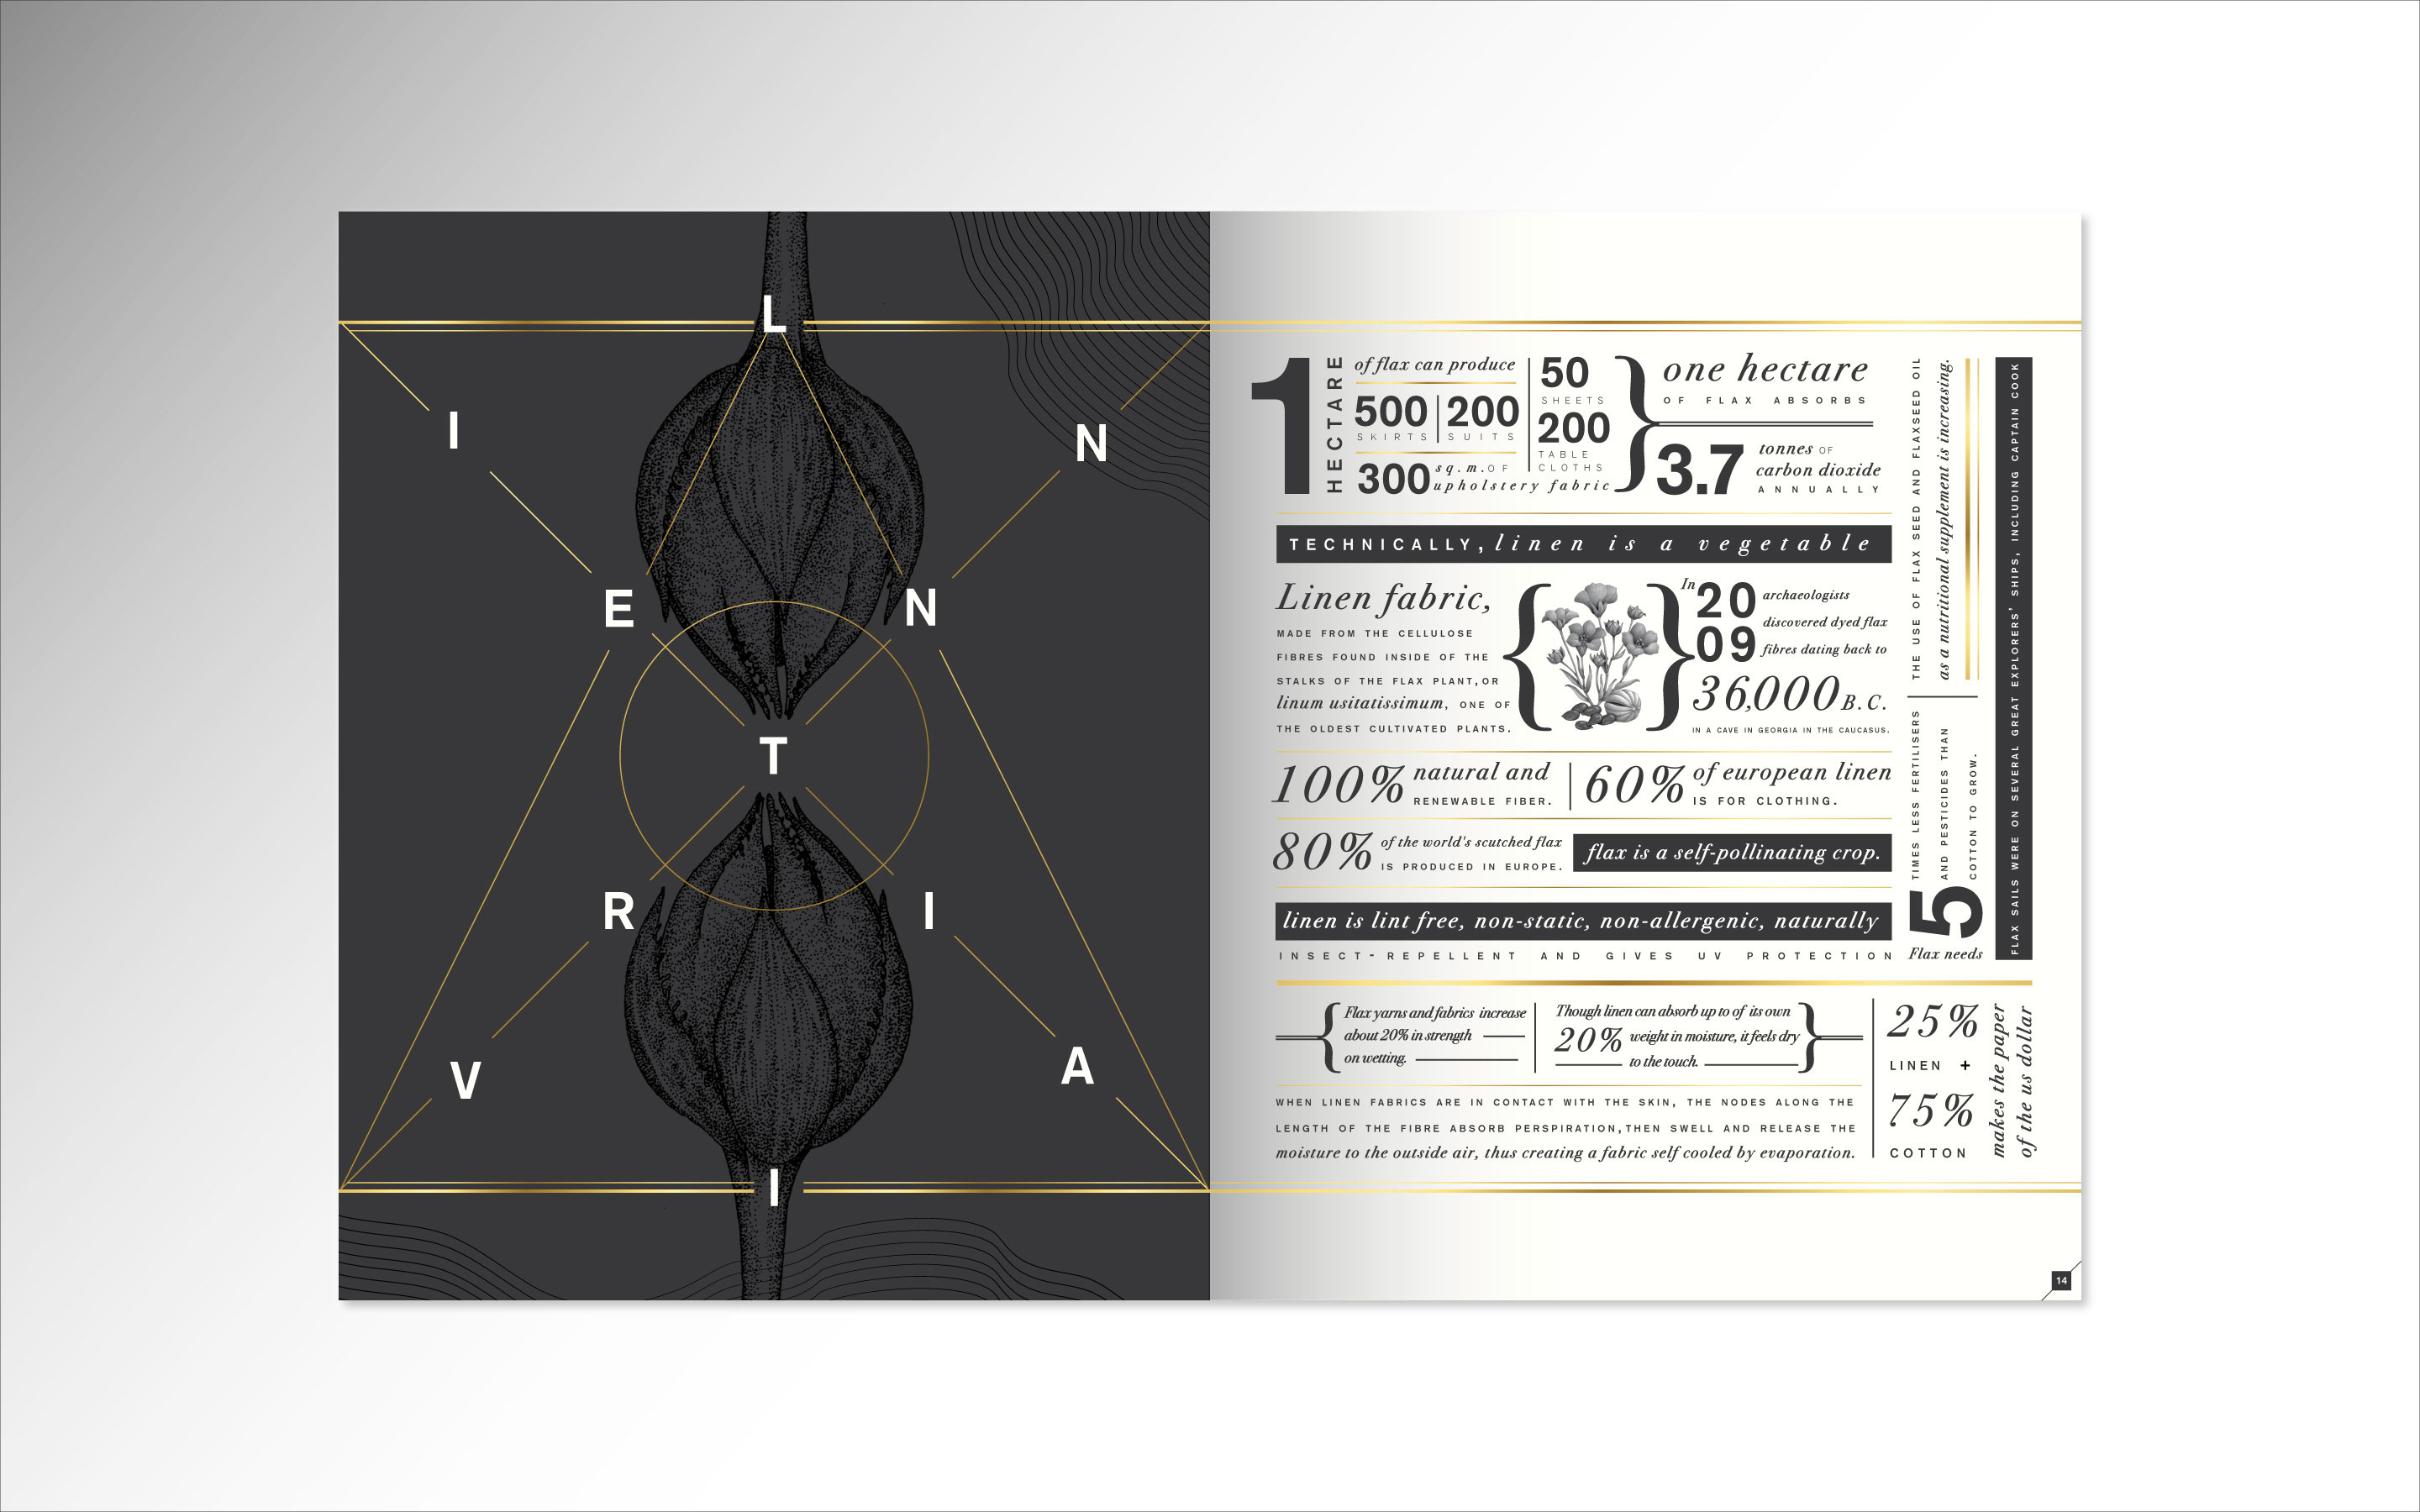 L
I
N
E
N
T
R
I
V
A
I
1
HECTARE
of flax can produce
500
SKIRTS
200
SUITS
300 sq.m. OF
upholstery fabric
50
SHEETS
200
TABLE
CLOTHS
one hectare
OF FLAX ABSORBS
3.7
tonnes OF
carbon dioxide
ANNUALLY
TECHNICALLY, linen is a vegetable
Linen fabric,
MADE FROM THE CELLULOSE
FIBRES FOUND INSIDE OF THE
STALKS OF THE FLAX PLANT, OR
linum usitatissimum, ONE OF
THE OLDEST CULTIVATED PLANTS.
In
20
09
archaeologists
discovered dyed flax
fibres dating back to
36,000 B.C.
IN A CAVE IN GEORGIA IN THE CAUCASUS.
100%
natural and
RENEWABLE FIBER.
60%
of european linen
IS FOR CLOTHING.
80%
of the world's scutched flax
IS PRODUCED IN EUROPE.
flax is a self-pollinating crop.
linen is lint free, non-static, non-allergenic, naturally
INSECT-REPELLENT AND GIVES UV PROTECTION
THE USE OF FLAX SEED AND FLAXSEED OIL
as a nutritional supplement is increasing.
Flax needs
5
TIMES LESS FERTILISERS
AND PESTICIDES THAN
COTTON TO GROW.
FLAX SAILS WERE ON SEVERAL GREAT EXPLORERS' SHIPS, INCLUDING CAPTAIN COOK
Flax yarns and fabrics increase
about 20% in strength
on wetting.
Though linen can absorb up to of its own
20% weight in moisture, it feels dry
to the touch.
WHEN LINEN FABRICS ARE IN CONTACT WITH THE SKIN, THE NODES ALONG THE
LENGTH OF THE FIBRE ABSORB PERSPIRATION, THEN SWELL AND RELEASE THE
moisture to the outside air, thus creating a fabric self cooled by evaporation.
25%
LINEN +
75%
COTTON
makes the paper
of the us dollar
14